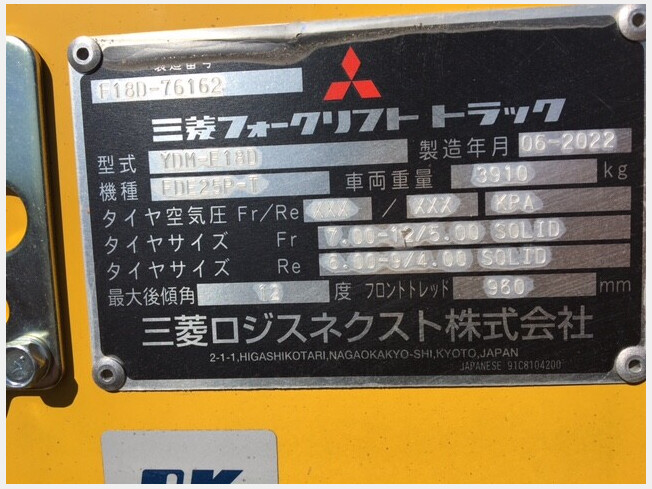 製造番号
F18D-76162
三菱フォークリフト トラック
型式 YDM-F18D 製造年月 06-2022
機種 FDE25P-T 車両重量 3910 kg
タイヤ空気圧 Fr/Re XXX / XXX KPA
タイヤサイズ Fr 7.00-12/5.00 SOLID
タイヤサイズ Re 6.00-9/4.00 SOLID
最大後傾角 12 度 フロントトレッド 960 mm
三菱ロジスネクスト株式会社
2-1-1,HIGASHIKOTARI,NAGAOKAKYO-SHI,KYOTO,JAPAN
JAPANESE 91C8104200